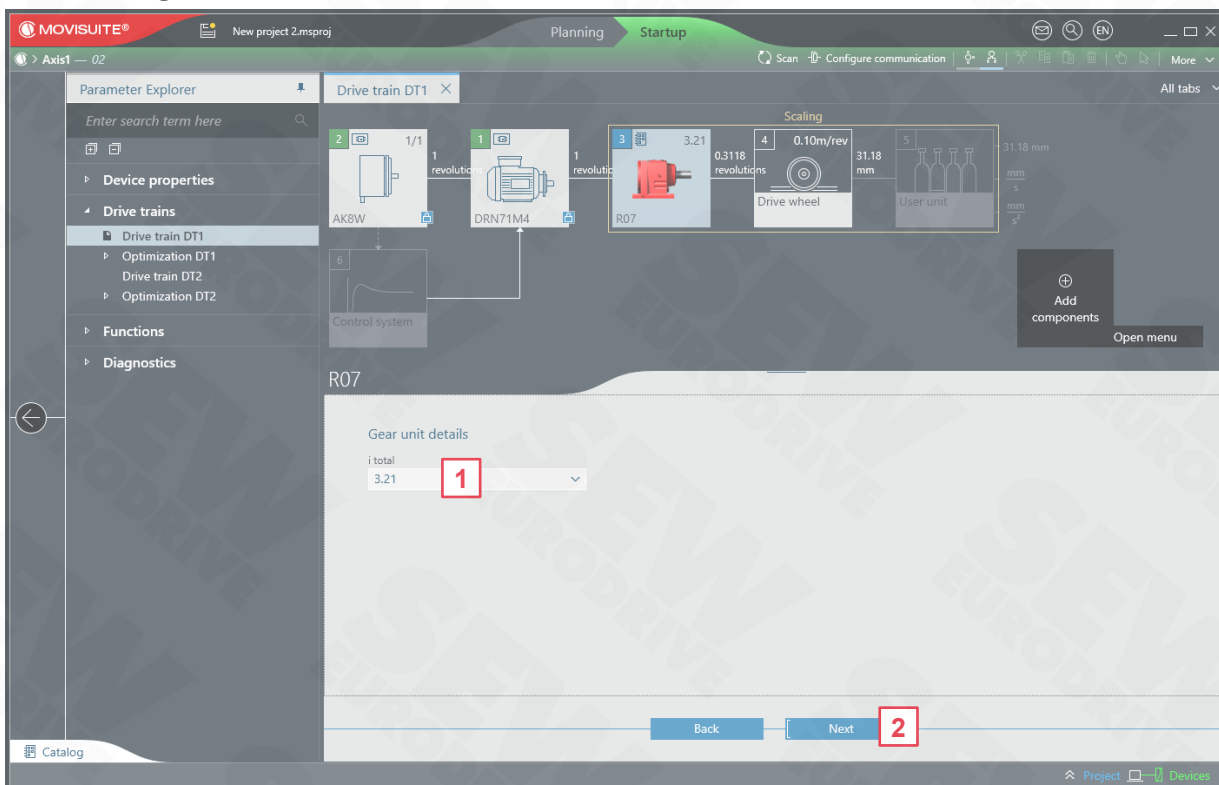 MOVISUITE®
New project 2.msproj
Planning
Startup
EN
> Axis1 — 02
Scan
Configure communication
More
Parameter Explorer
Drive train DT1
All tabs
Enter search term here
Device properties
Drive trains
Drive train DT1
Optimization DT1
Drive train DT2
Optimization DT2
Functions
Diagnostics
Scaling
2
1/1
AK8W
1
revolutions
1
DRN71M4
1
revolutic
3
3.21
R07
0.3118
revolutions
4
0.10m/rev
Drive wheel
31.18
mm
5
User unit
31.18 mm
mm
s
mm
s²
6
Control system
Add
components
Open menu
R07
Gear unit details
i total
3.21
1
Back
Next
2
Catalog
Project
Devices
SEW
EURODRIVE